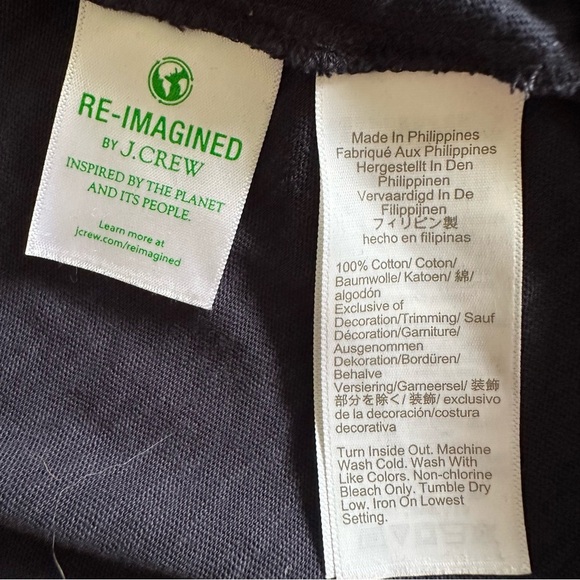 RE-IMAGINED
BY J.CREW
INSPIRED BY THE PLANET
AND ITS PEOPLE.
Learn more at
jcrew.com/reimagined
Made In Philippines
Fabriqué Aux Philippines
Hergestellt In Den
Philippinen
Vervaardigd In De
Filippijnen
フィリピン製
hecho en filipinas
100% Cotton/ Coton/
Baumwolle/ Katoen/ 綿/
algodón
Exclusive of
Decoration/Trimming/ Sauf
Décoration/Garniture/
Ausgenommen
Dekoration/Bordüren/
Behalve
Versiering/Garneersel/ 装飾
部分を除く/ 装飾/ exclusivo
de la decoración/costura
decorativa
Turn Inside Out. Machine
Wash Cold. Wash With
Like Colors. Non-chlorine
Bleach Only. Tumble Dry
Low. Iron On Lowest
Setting.